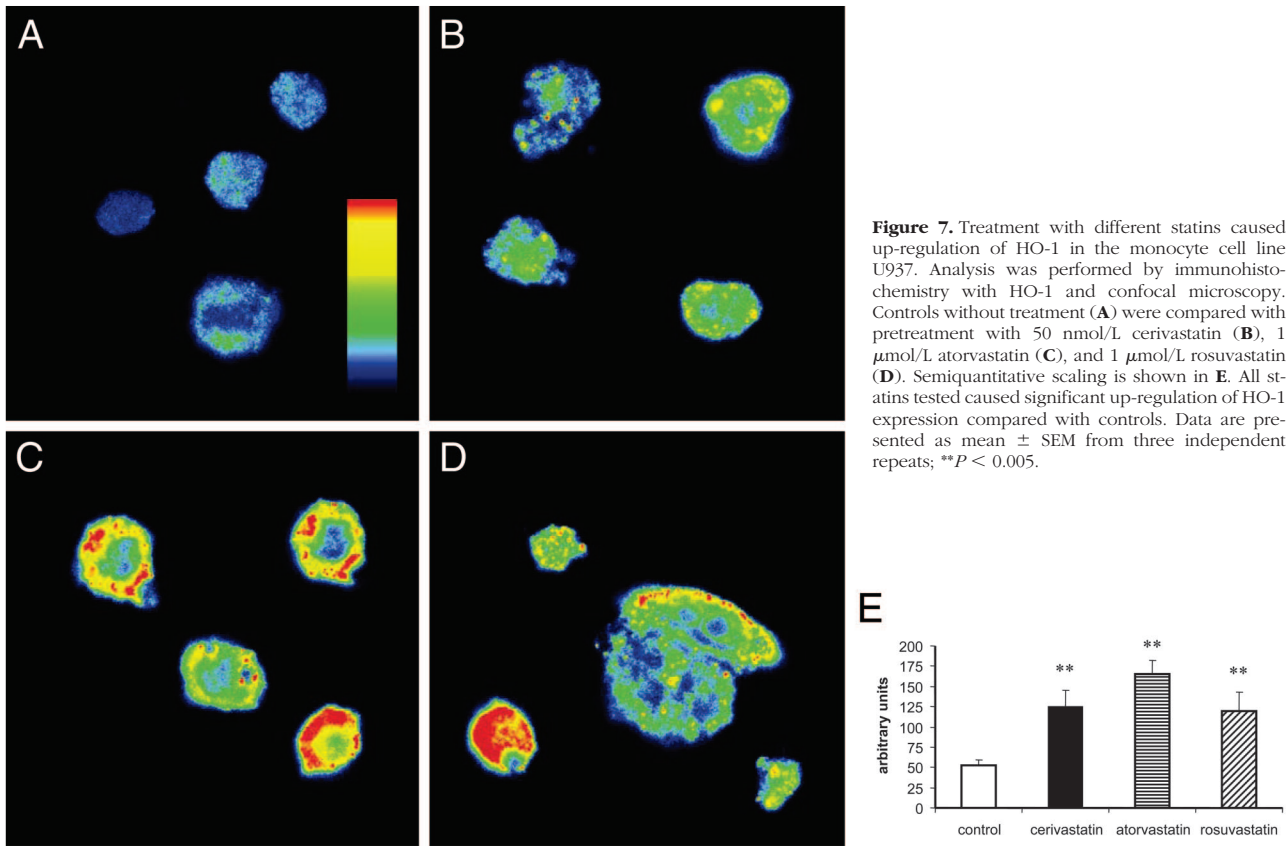 A
B
C
D
Figure 7. Treatment with different statins caused
up-regulation of HO-1 in the monocyte cell line
U937. Analysis was performed by immunohisto-
chemistry with HO-1 and confocal microscopy.
Controls without treatment (A) were compared with
pretreatment with 50 nmol/L cerivastatin (B), 1
μmol/L atorvastatin (C), and 1 μmol/L rosuvastatin
(D). Semiquantitative scaling is shown in E. All st-
atins tested caused significant up-regulation of HO-1
expression compared with controls. Data are pre-
sented as mean ± SEM from three independent
repeats; **P < 0.005.
E
arbitrary units
200
175
150
125
100
75
50
25
0
** ** **
control cerivastatin atorvastatin rosuvastatin